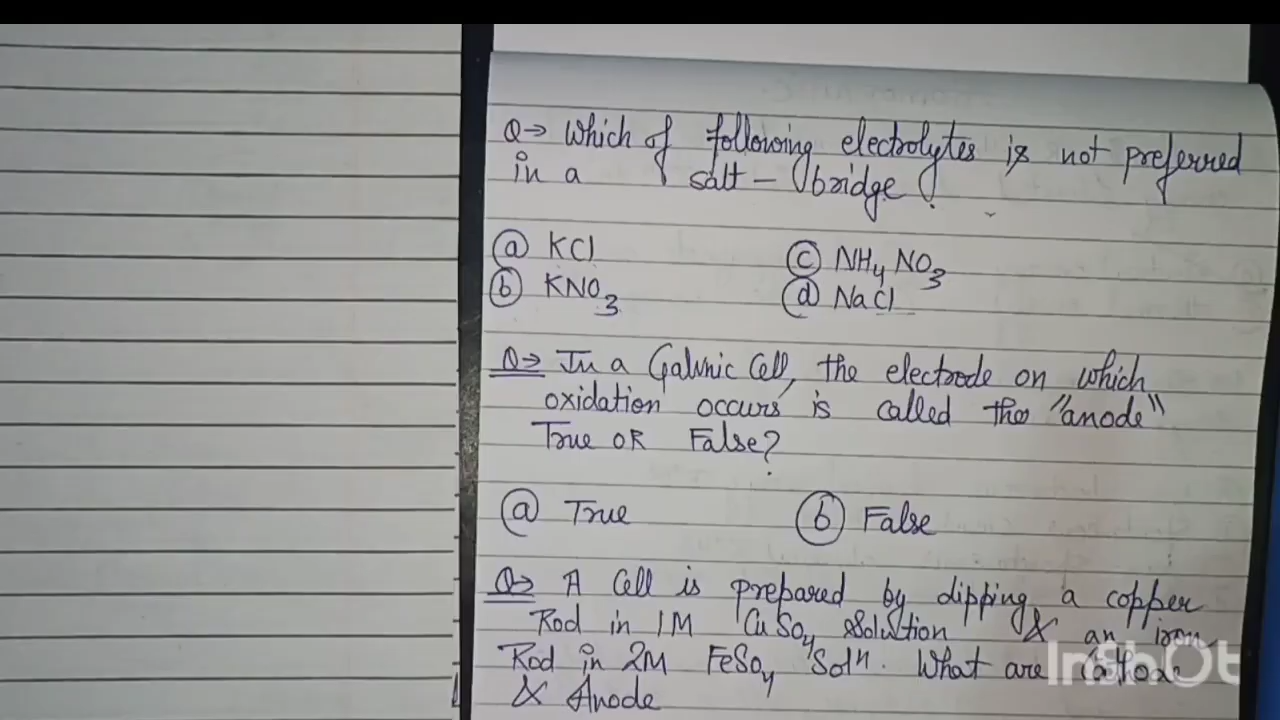 Q→ Which of following electrolytes is not preferred
in a salt - bridge?
(a) KCl (c) NH4NO3
(b) KNO3 (d) NaCl
Q→ In a Galvnic Cell, the electrode on which
oxidation occurs is called the "anode"
True OR False?
(a) True (b) False
Q→ A Cell is prepared by dipping a copper
Rod in 1M CuSO4 solution & an iron
Rod in 2M FeSO4 Soln. What are Cathode
& Anode
InShOt